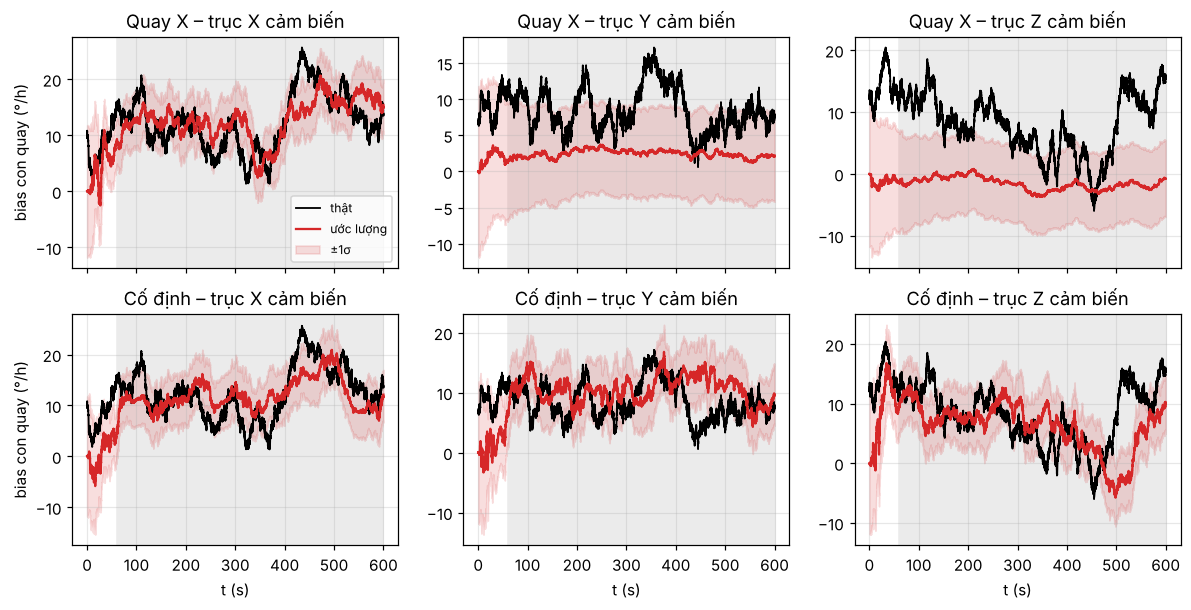 Quay X – trục X cảm biến
Quay X – trục Y cảm biến
Quay X – trục Z cảm biến
bias con quay (°/h)
20
10
0
−10
thật
ước lượng
±1σ
15
10
5
0
−5
−10
20
10
0
−10
Cố định – trục X cảm biến
Cố định – trục Y cảm biến
Cố định – trục Z cảm biến
bias con quay (°/h)
20
10
0
−10
0 100 200 300 400 500 600
t (s)
20
10
0
−10
0 100 200 300 400 500 600
t (s)
20
10
0
−10
0 100 200 300 400 500 600
t (s)